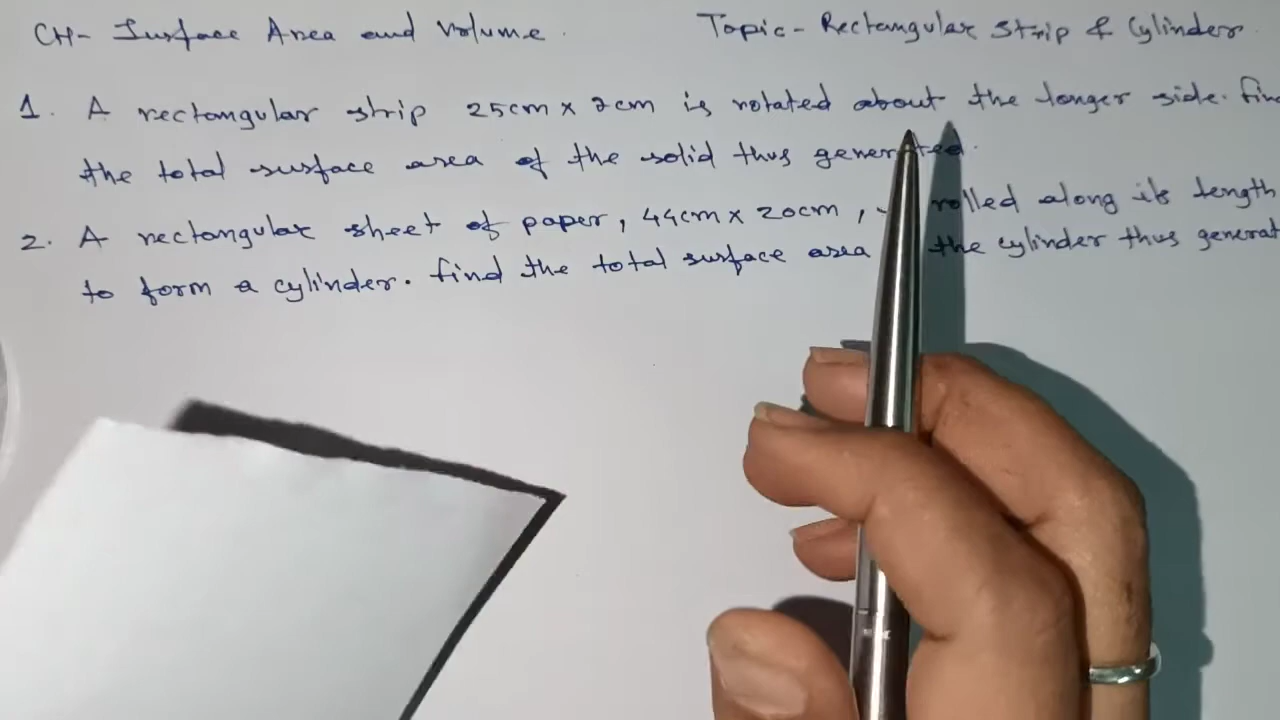 CH- Surface Area and Volume.
Topic- Rectangular Strip & Cylinder
1. A rectangular strip 25cm x 7cm is rotated about the longer side. Find
the total surface area of the solid thus generated.
2. A rectangular sheet of paper, 44cm x 20cm, rolled along its length
to form a cylinder. Find the total surface area the cylinder thus generat